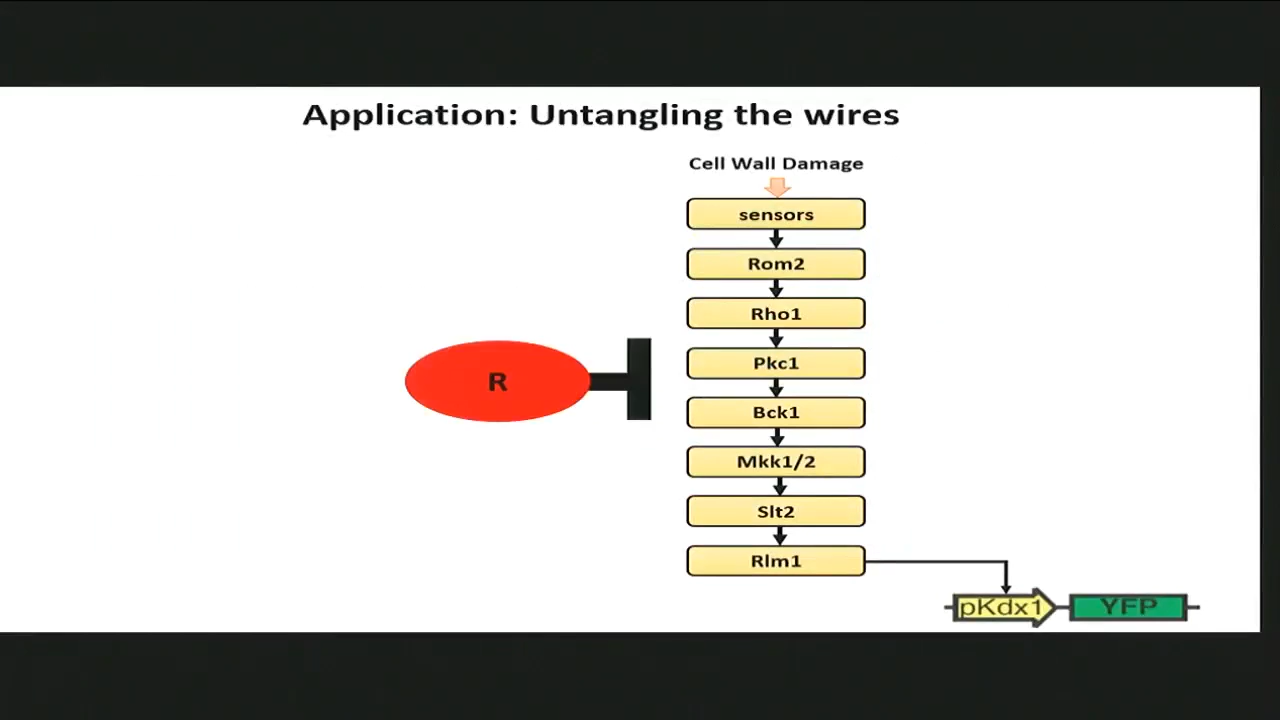 Application: Untangling the wires
Cell Wall Damage
sensors
Rom2
Rho1
Pkc1
R
Bck1
Mkk1/2
Slt2
Rlm1
pKdx1
YFP